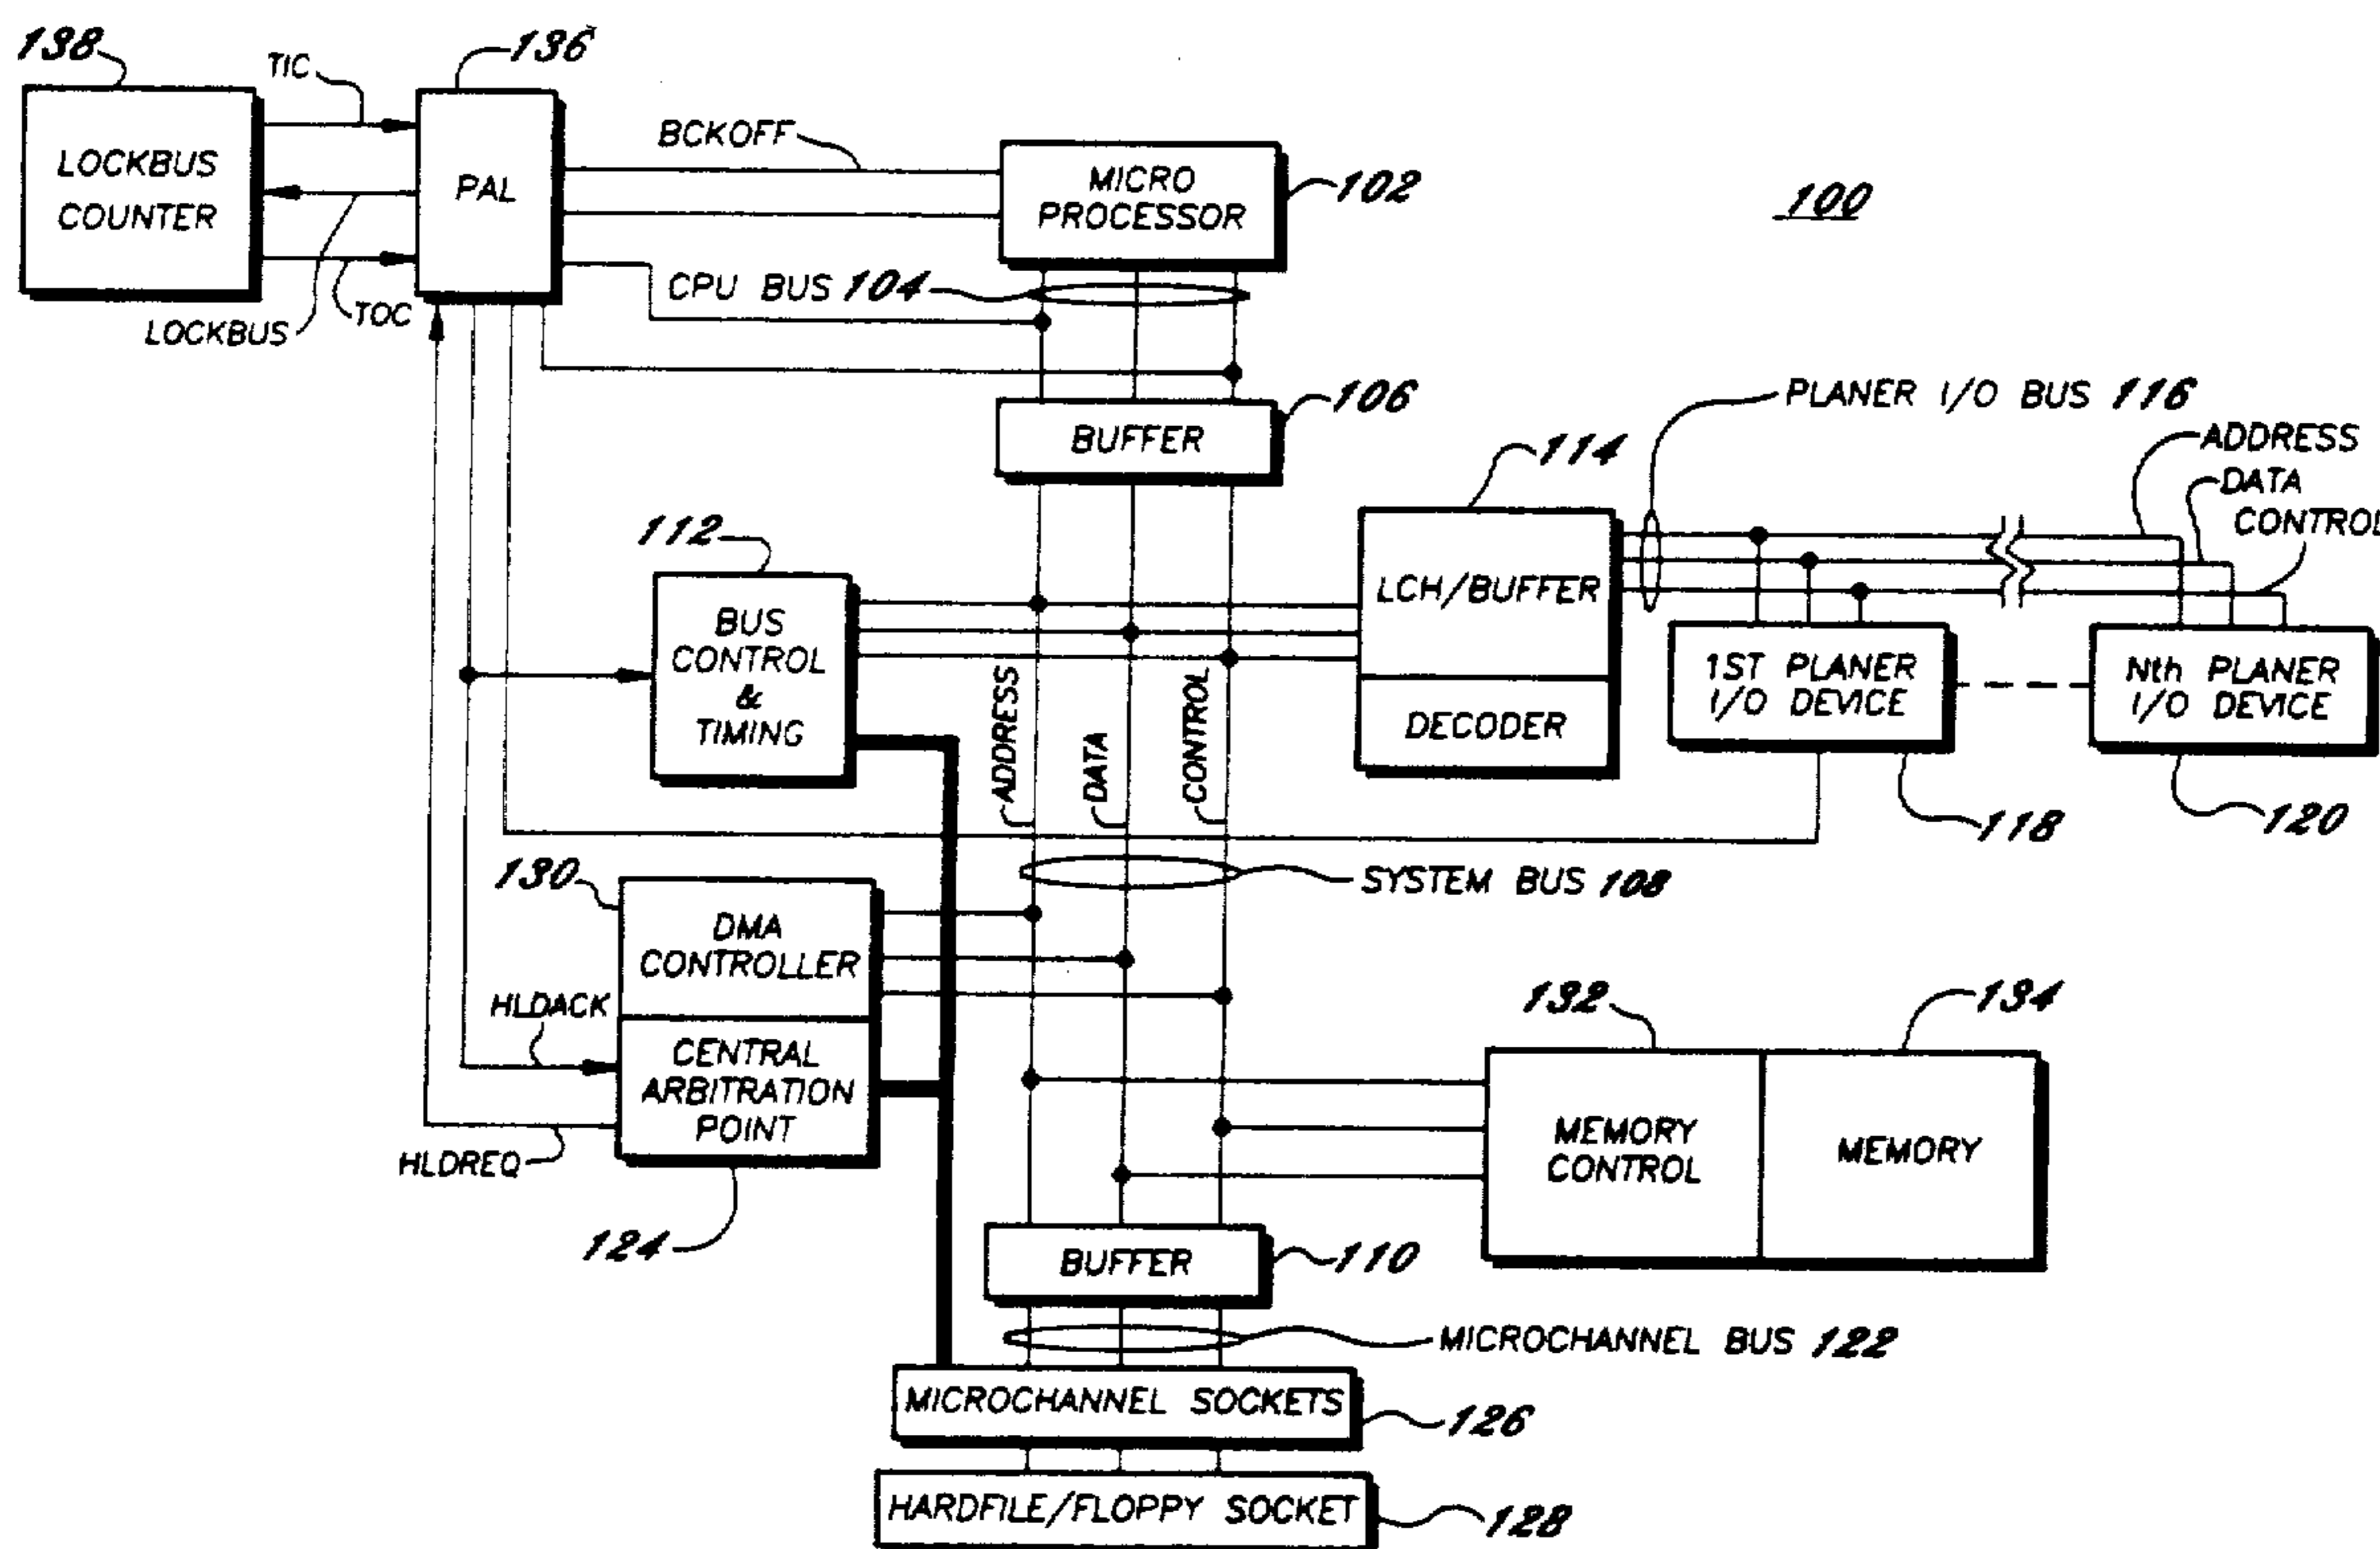 138
TIC
136
LOCKBUS
COUNTER
PAL
BCKOFF
MICRO
PROCESSOR
102
100
LOCKBUS
TOC
CPU BUS 104
BUFFER
106
PLANER I/O BUS 116
ADDRESS
DATA
CONTROL
114
LCH/BUFFER
DECODER
112
BUS
CONTROL
&
TIMING
ADDRESS
DATA
CONTROL
1ST PLANER
I/O DEVICE
Nth PLANER
I/O DEVICE
118
120
SYSTEM BUS 108
130
DMA
CONTROLLER
HLDACK
CENTRAL
ARBITRATION
POINT
HLDREQ
124
132
134
MEMORY
CONTROL
MEMORY
BUFFER
110
MICROCHANNEL BUS 122
MICROCHANNEL SOCKETS
126
HARDFILE/FLOPPY SOCKET
128